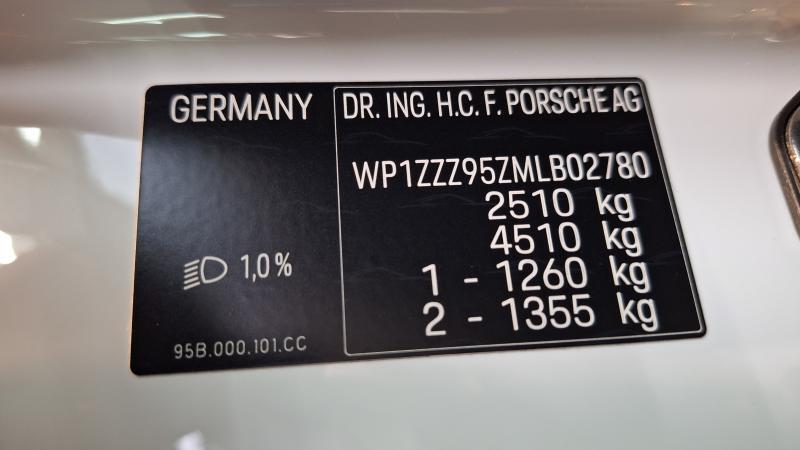 GERMANY
DR. ING. H.C. F. PORSCHE AG
WP1ZZZ95ZMLB02780
2510 kg
4510 kg
1 - 1260 kg
2 - 1355 kg
1,0%
95B.000.101.CC